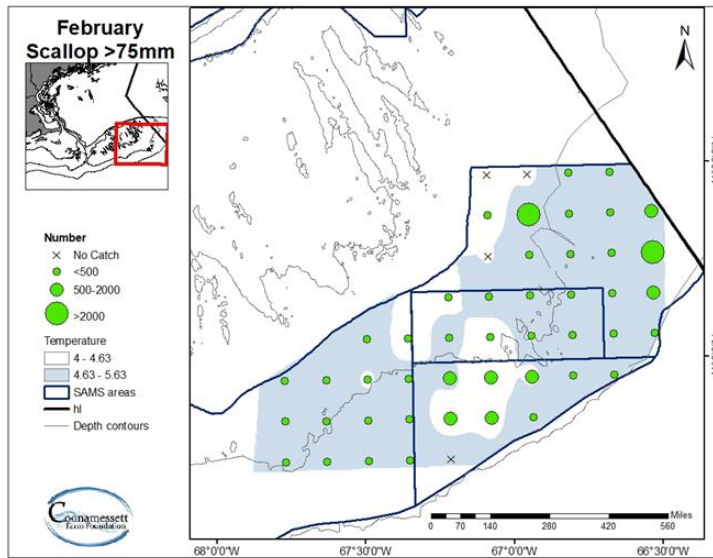 February
Scallop >75mm
N
Number
No Catch
<500
500-2000
>2000
Temperature
4 - 4.63
4.63 - 5.63
SAMS areas
hl
Depth contours
Coonamessett
Farm Foundation
Miles
0 70 140 280 420 560
68°0'0"W 67°30'0"W 67°0'0"W 66°30'0"W